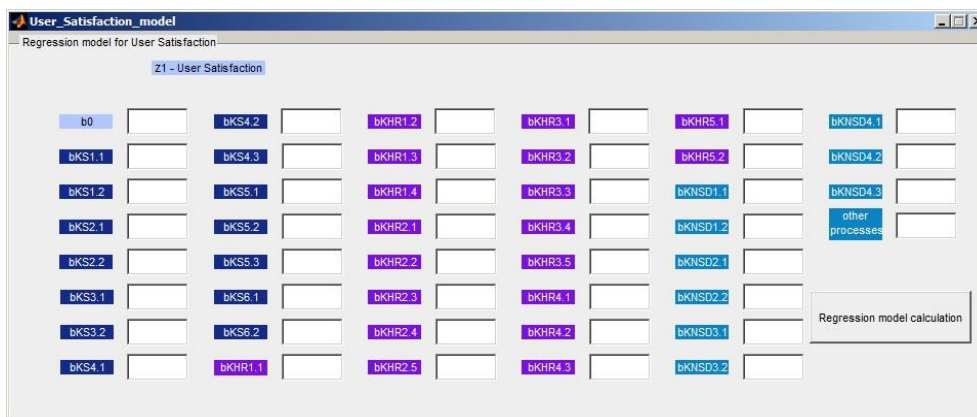 User_Satisfaction_model
Regression model for User Satisfaction
Z1 - User Satisfaction
b0
bKS1.1
bKS1.2
bKS2.1
bKS2.2
bKS3.1
bKS3.2
bKS4.1
bKS4.2
bKS4.3
bKS5.1
bKS5.2
bKS5.3
bKS6.1
bKS6.2
bKHR1.1
bKHR1.2
bKHR1.3
bKHR1.4
bKHR2.1
bKHR2.2
bKHR2.3
bKHR2.4
bKHR2.5
bKHR3.1
bKHR3.2
bKHR3.3
bKHR3.4
bKHR3.5
bKHR4.1
bKHR4.2
bKHR4.3
bKHR5.1
bKHR5.2
bKNSD1.1
bKNSD1.2
bKNSD2.1
bKNSD2.2
bKNSD3.1
bKNSD3.2
bKNSD4.1
bKNSD4.2
bKNSD4.3
other
processes
Regression model calculation